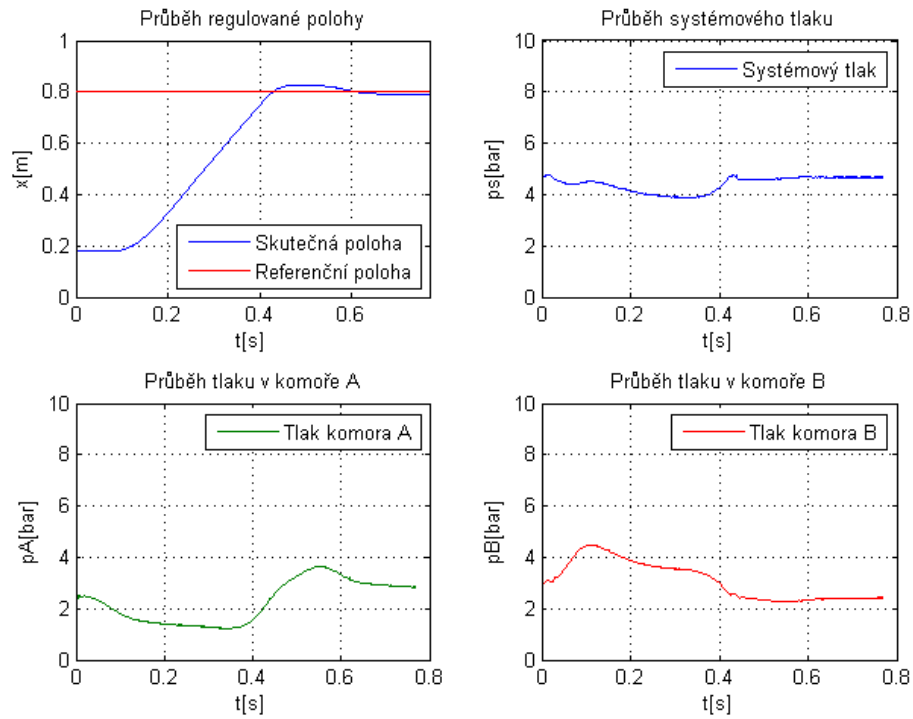 Průběh regulované polohy
1
0.8
0.6
0.4
0.2
0
x[m]
Skutečná poloha
Referenční poloha
0 0.2 0.4 0.6
t[s]
Průběh systémového tlaku
10
8
6
4
2
0
ps[bar]
Systémový tlak
0 0.2 0.4 0.6 0.8
t[s]
Průběh tlaku v komoře A
10
8
6
4
2
0
pA[bar]
Tlak komora A
0 0.2 0.4 0.6 0.8
t[s]
Průběh tlaku v komoře B
10
8
6
4
2
0
pB[bar]
Tlak komora B
0 0.2 0.4 0.6 0.8
t[s]